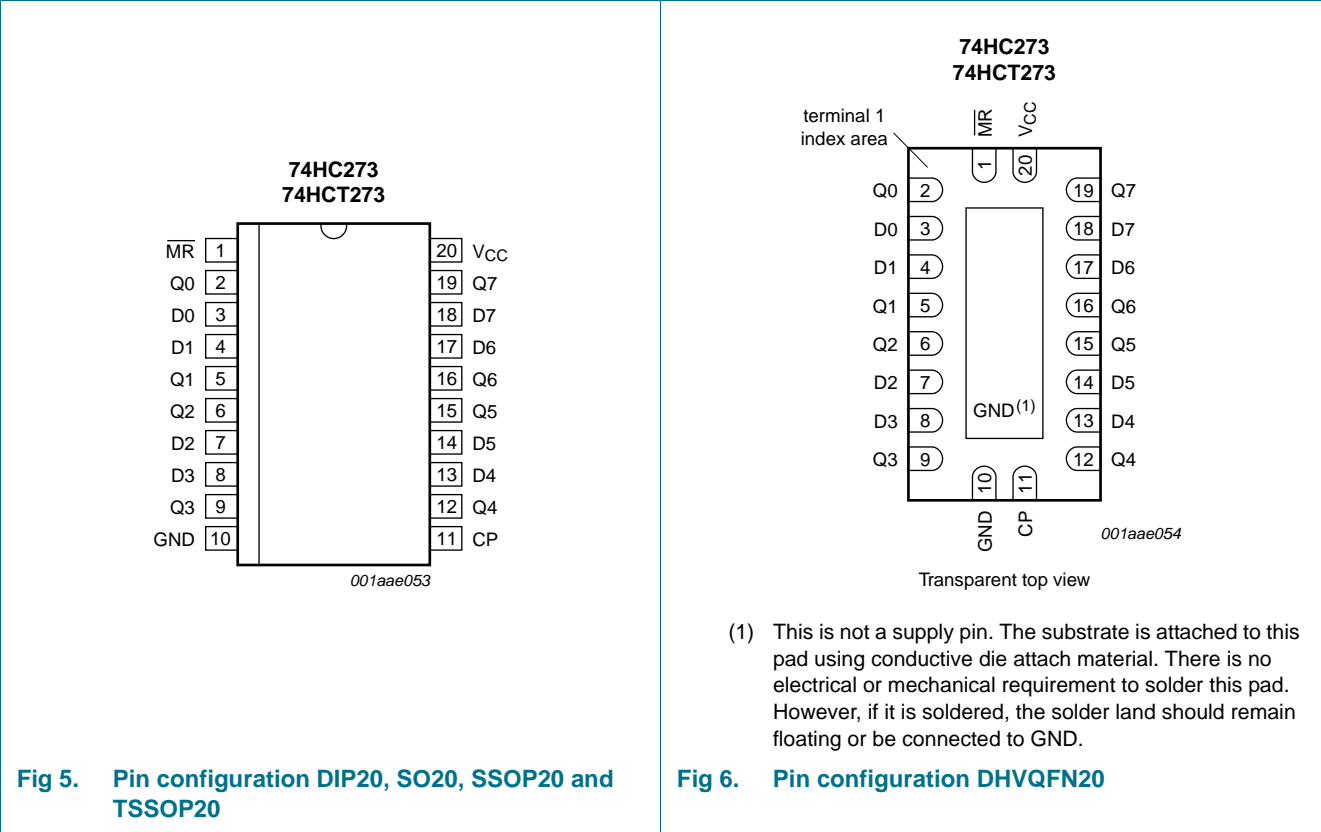 74HC273
74HCT273
MR 1
Q0 2
D0 3
D1 4
Q1 5
Q2 6
D2 7
D3 8
Q3 9
GND 10
20 VCC
19 Q7
18 D7
17 D6
16 Q6
15 Q5
14 D5
13 D4
12 Q4
11 CP
001aae053
Fig 5. Pin configuration DIP20, SO20, SSOP20 and
TSSOP20
74HC273
74HCT273
terminal 1
index area
MR
VCC
1
20
Q0 2
D0 3
D1 4
Q1 5
Q2 6
D2 7
D3 8
Q3 9
19 Q7
18 D7
17 D6
16 Q6
15 Q5
14 D5
13 D4
12 Q4
GND(1)
10
11
GND
CP
001aae054
Transparent top view
(1) This is not a supply pin. The substrate is attached to this
pad using conductive die attach material. There is no
electrical or mechanical requirement to solder this pad.
However, if it is soldered, the solder land should remain
floating or be connected to GND.
Fig 6. Pin configuration DHVQFN20